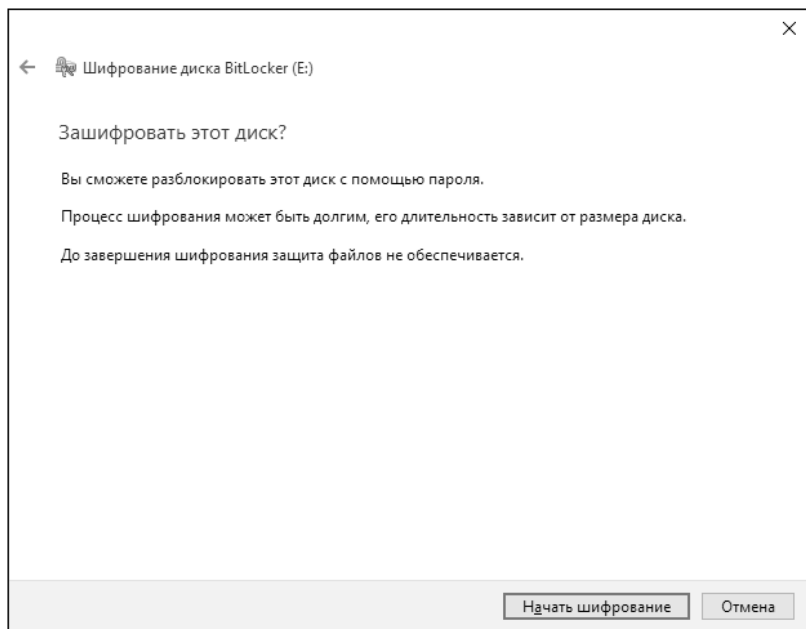 Шифрование диска BitLocker (E:)
Зашифровать этот диск?
Вы сможете разблокировать этот диск с помощью пароля.
Процесс шифрования может быть долгим, его длительность зависит от размера диска.
До завершения шифрования защита файлов не обеспечивается.
Начать шифрование
Отмена